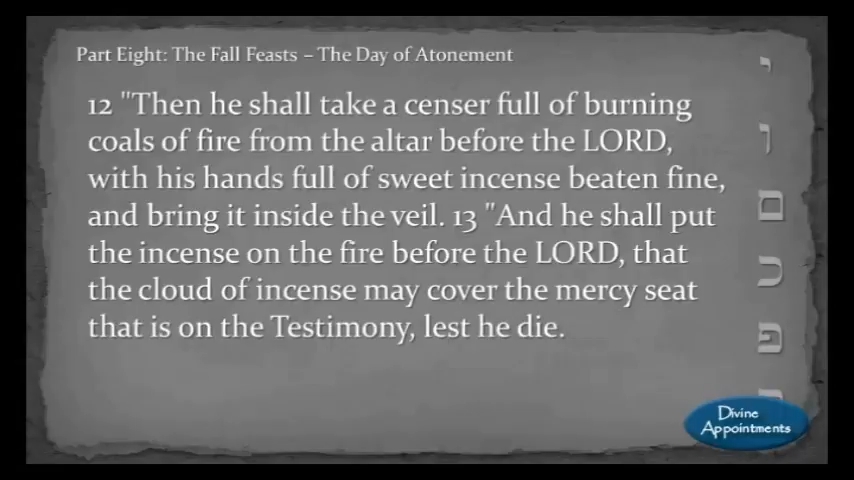 Part Eight: The Fall Feasts – The Day of Atonement
12 "Then he shall take a censer full of burning
coals of fire from the altar before the LORD,
with his hands full of sweet incense beaten fine,
and bring it inside the veil. 13 "And he shall put
the incense on the fire before the LORD, that
the cloud of incense may cover the mercy seat
that is on the Testimony, lest he die.
י
ו
ם
כ
פ
Divine
Appointments